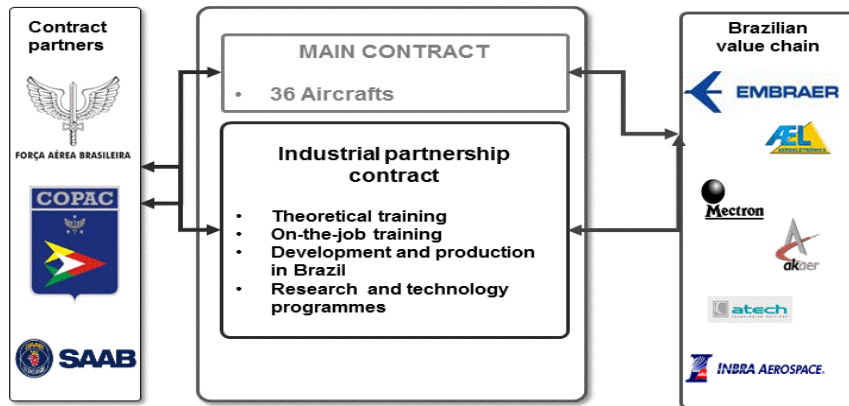 Contract
partners
FORÇA AÉREA BRASILEIRA
COPAC
SAAB
SAAB
MAIN CONTRACT
• 36 Aircrafts
Industrial partnership
contract
• Theoretical training
• On-the-job training
• Development and production
in Brazil
• Research and technology
programmes
Brazilian
value chain
EMBRAER
AEL
AEROELETRÔNICA
Mectron
akaer
atech
INBRA AEROSPACE.